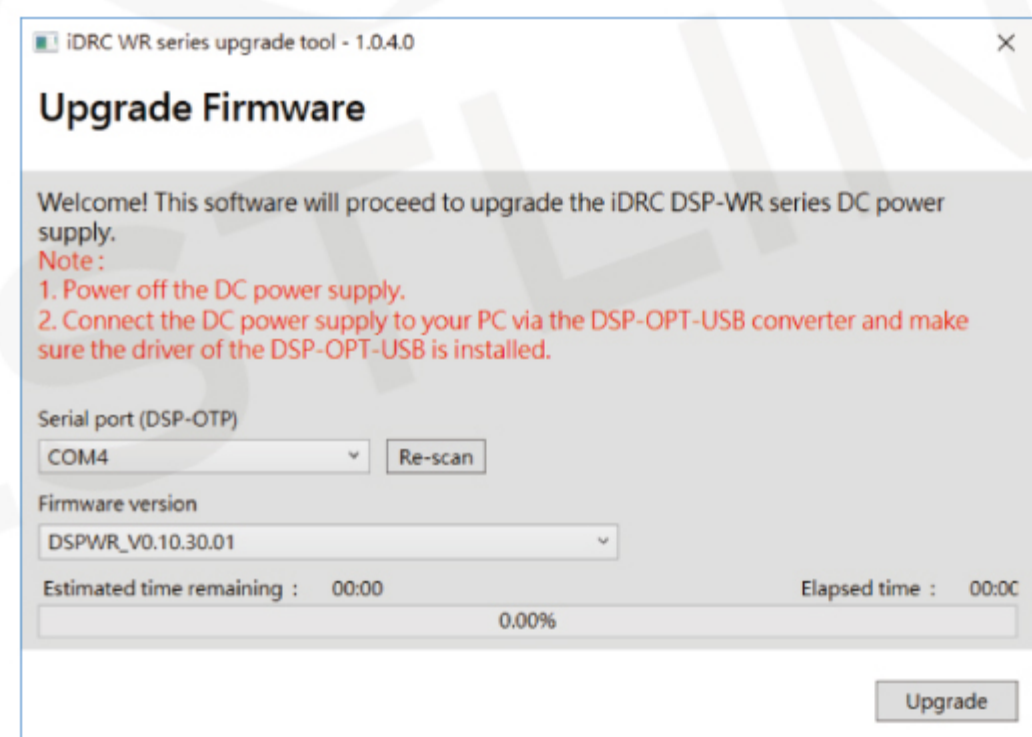 iDRC WR series upgrade tool - 1.0.4.0
Upgrade Firmware
Welcome! This software will proceed to upgrade the iDRC DSP-WR series DC power
supply.
Note :
1. Power off the DC power supply.
2. Connect the DC power supply to your PC via the DSP-OPT-USB converter and make
sure the driver of the DSP-OPT-USB is installed.
Serial port (DSP-OTP)
COM4
Re-scan
Firmware version
DSPWR_V0.10.30.01
Estimated time remaining : 00:00 Elapsed time : 00:00
0.00%
Upgrade